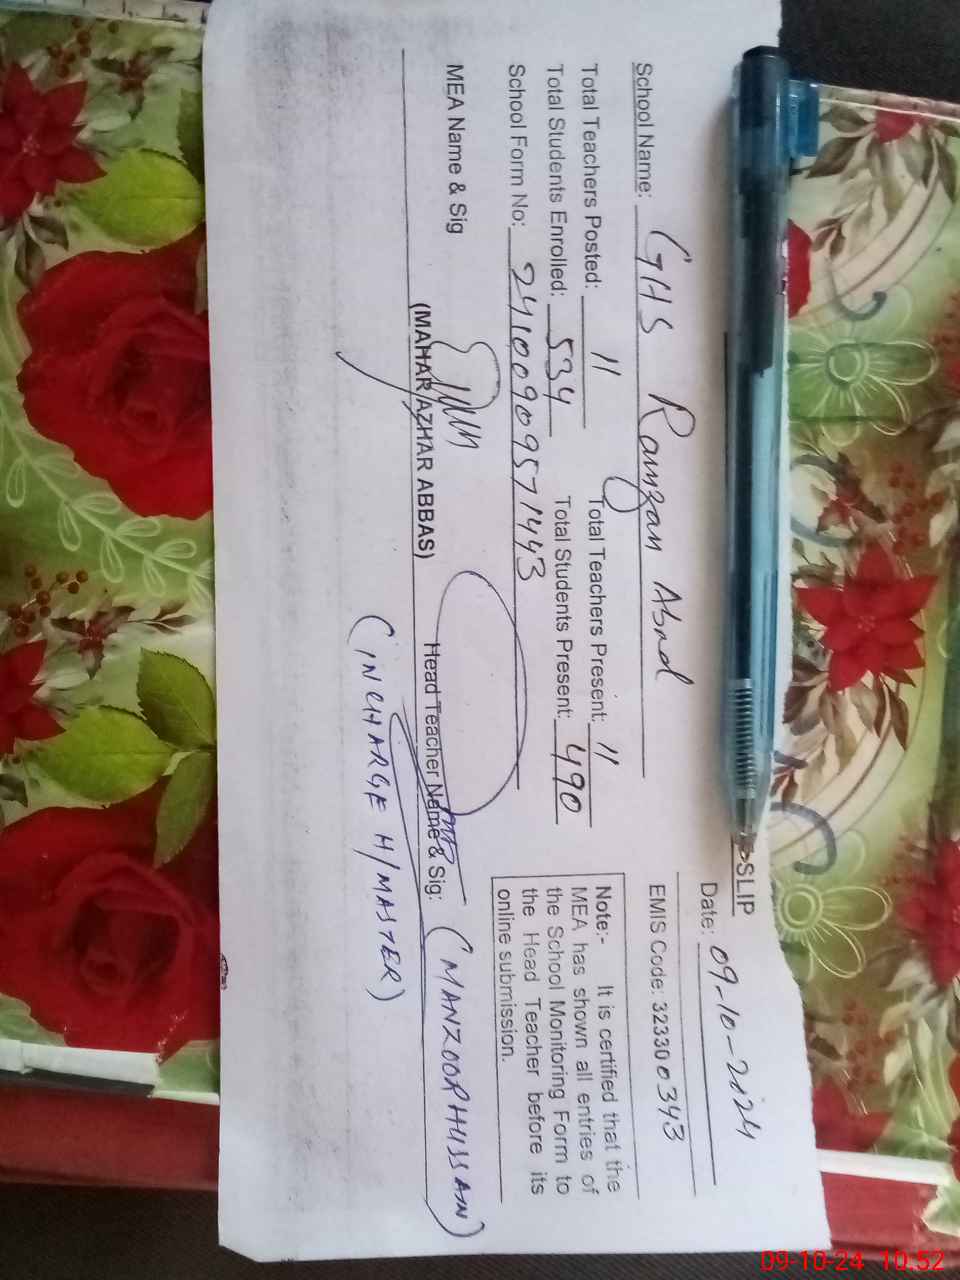 SLIP
Date: 09-10-2024
School Name: GHS Ramzan Abad
EMIS Code: 32330 0343
Total Teachers Posted: 11 Total Teachers Present: 11
Total Students Enrolled: 534 Total Students Present: 490
School Form No: 24100909571443
Note:- It is certified that the
MEA has shown all entries of
the School Monitoring Form to
the Head Teacher before its
online submission.
MEA Name & Sig
(MAHAR AZHAR ABBAS)
Head Teacher Name & Sig: (MANZOOR HUSSAIN)
(INCHARGE H/MASTER)
09-10-24 10:52